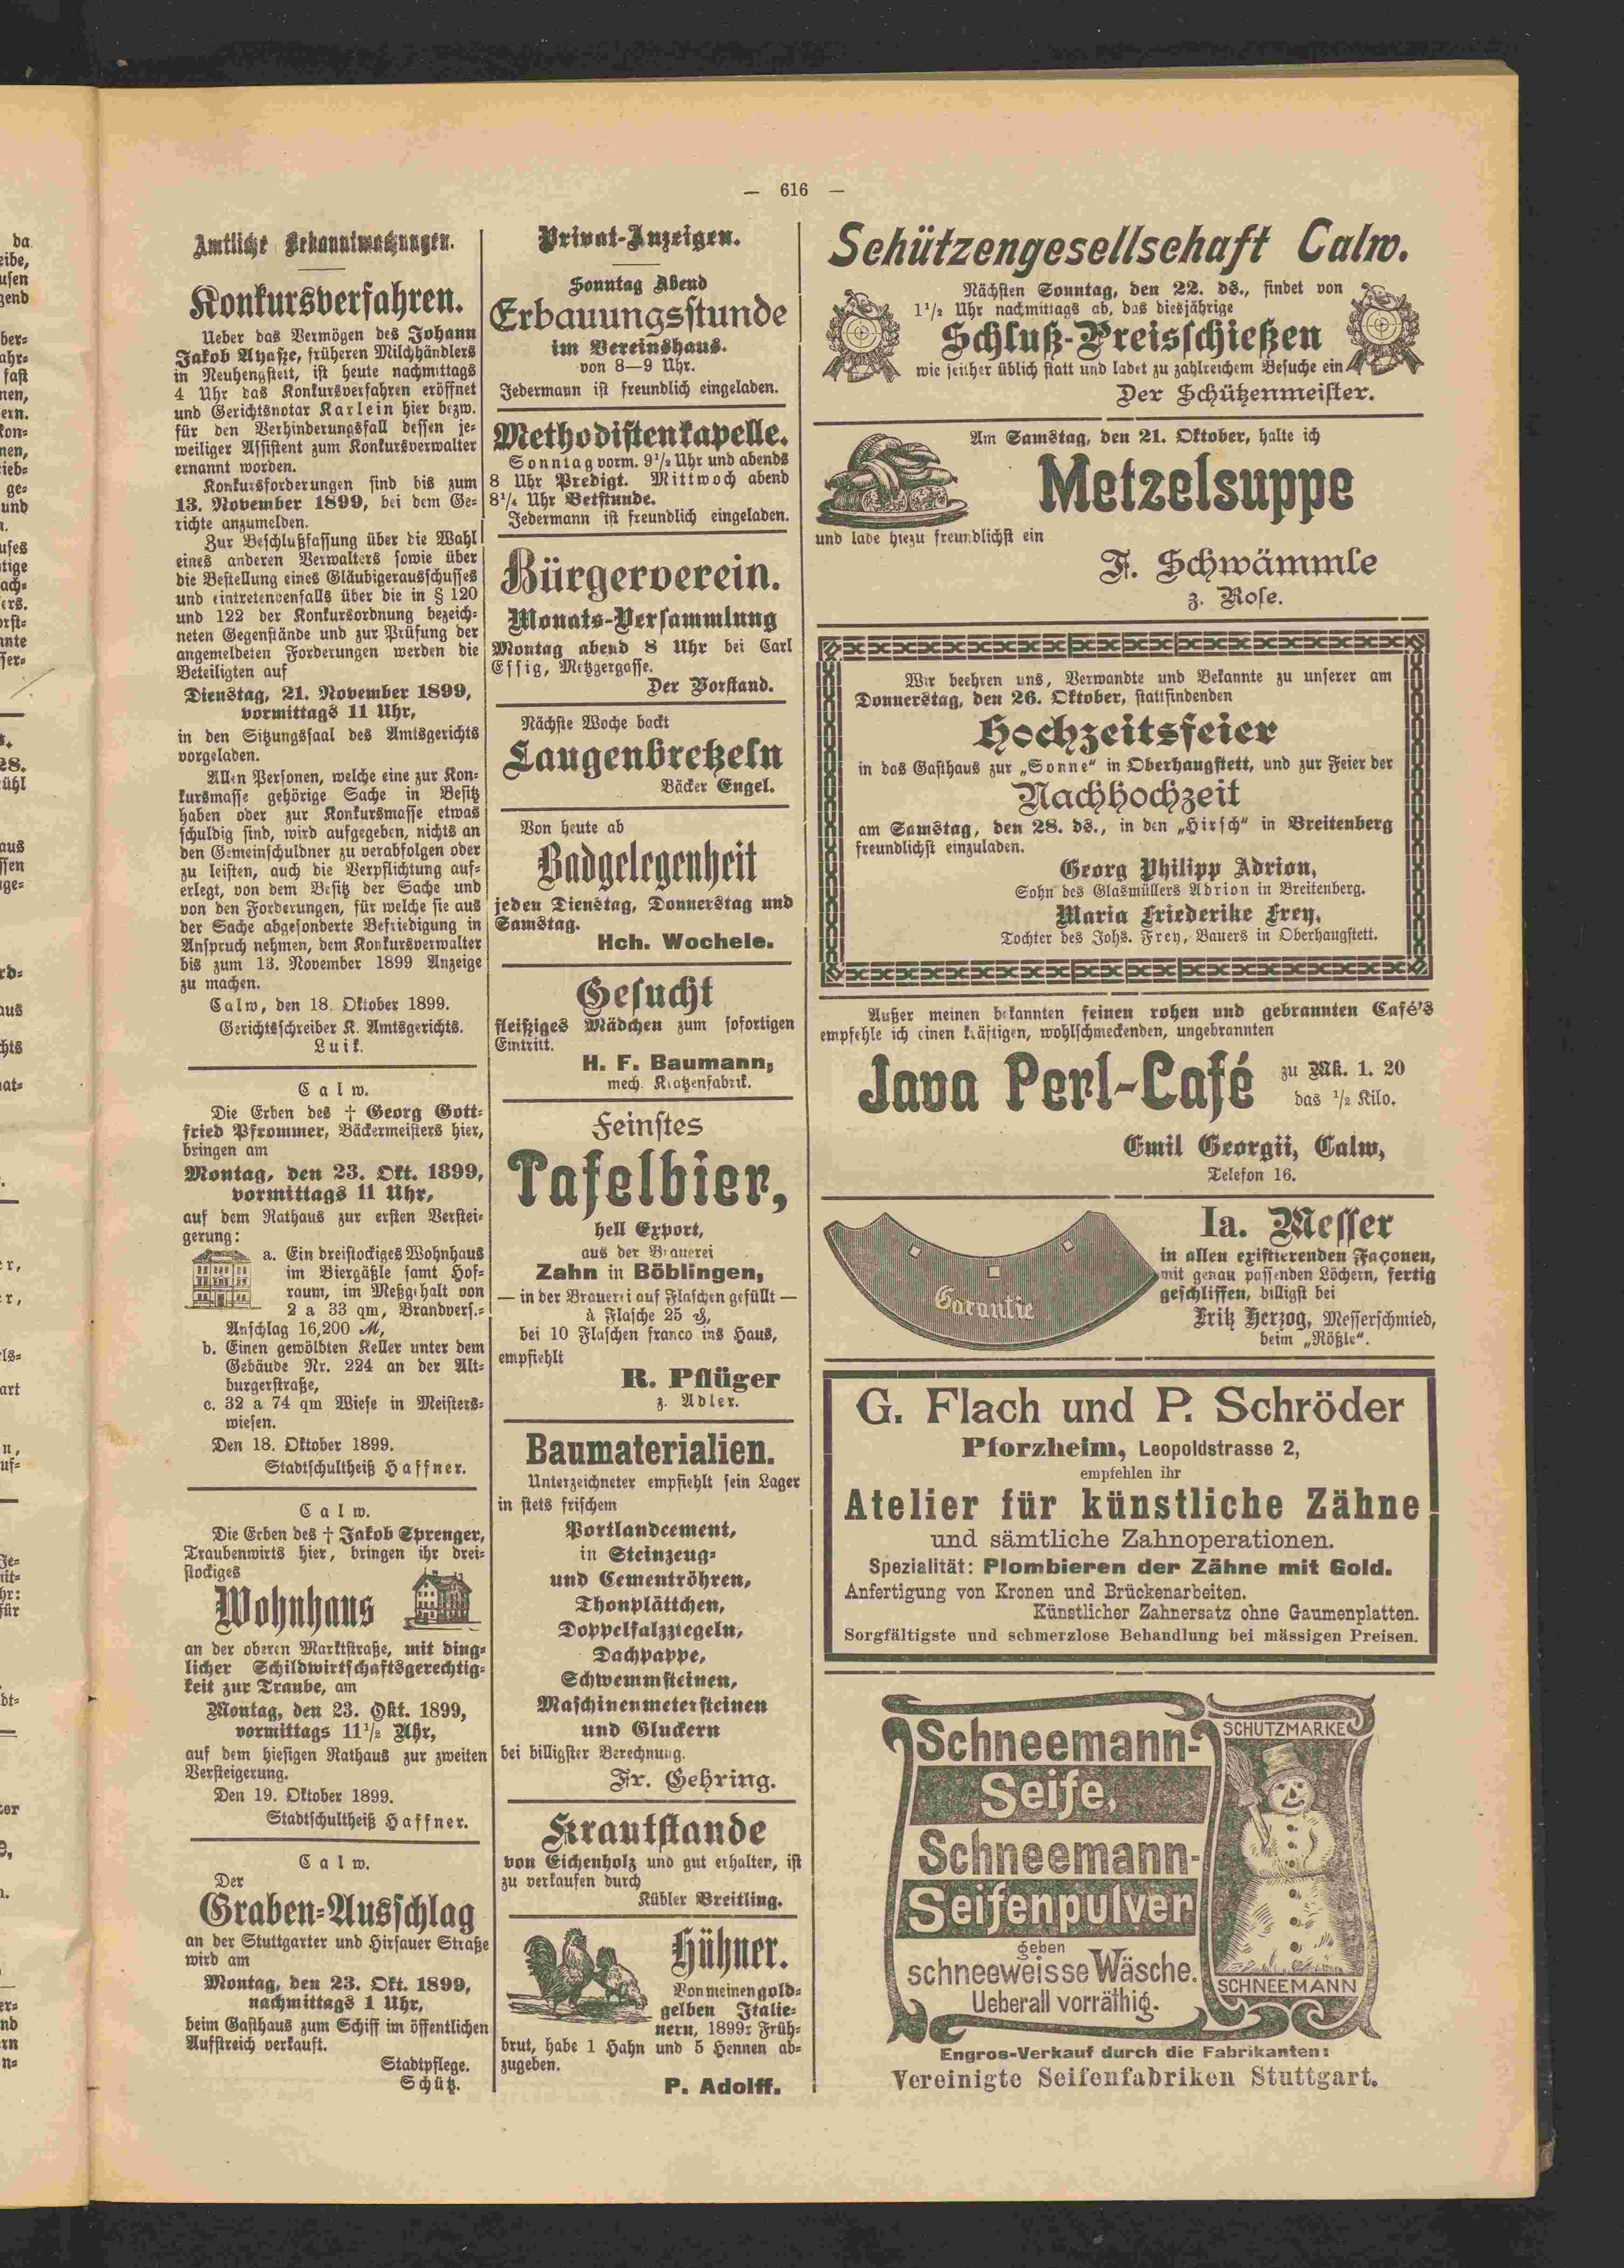 — 616 —
Amtliche Bekanntmachungen.
Konkursverfahren.
Ueber das Vermögen des Johann
Jakob Ayasse, früheren Milchhändlers
in Neuhengstett, ist heute nachmittags
4 Uhr das Konkursverfahren eröffnet
und Gerichtsnotar Karlein hier bezw.
für den Verhinderungsfall dessen je-
weiliger Assistent zum Konkursverwalter
ernannt worden.
Konkursforderungen sind bis zum
13. November 1899, bei dem Ge-
richte anzumelden.
Zur Beschlußfassung über die Wahl
eines anderen Verwalters sowie über
die Bestellung eines Gläubigerausschusses
und eintretendenfalls über die in § 120
und 122 der Konkursordnung bezeich-
neten Gegenstände und zur Prüfung der
angemeldeten Forderungen werden die
Beteiligten auf
Dienstag, 21. November 1899,
vormittags 11 Uhr,
in den Sitzungssaal des Amtsgerichts
vorgeladen.
Allen Personen, welche eine zur Kon-
kursmasse gehörige Sache in Besitz
haben oder zur Konkursmasse etwas
schuldig sind, wird aufgegeben, nichts an
den Gemeinschuldner zu verabfolgen oder
zu leisten, auch die Verpflichtung auf-
erlegt, von dem Besitz der Sache und
von den Forderungen, für welche sie aus
der Sache abgesonderte Befriedigung in
Anspruch nehmen, dem Konkursverwalter
bis zum 13. November 1899 Anzeige
zu machen.
Calw, den 18. Oktober 1899.
Gerichtsschreiber K. Amtsgerichts.
Luik.
Calw.
Die Erben des † Georg Gott-
fried Pfrommer, Bäckermeisters hier,
bringen am
Montag, den 23. Okt. 1899,
vormittags 11 Uhr,
auf dem Rathaus zur ersten Verstei-
gerung:
a. Ein dreistockiges Wohnhaus
im Biergäßle samt Hof-
raum, im Meßgehalt von
2 a 33 qm, Brandvers.-
Anschlag 16,200 M,
b. Einen gewölbten Keller unter dem
Gebäude Nr. 224 an der Alt-
burgerstraße,
c. 32 a 74 qm Wiese in Meisters-
wiesen.
Den 18. Oktober 1899.
Stadtschultheiß Haffner.
Calw.
Die Erben des † Jakob Sprenger,
Traubenwirts hier, bringen ihr drei-
stockiges
Wohnhaus
an der oberen Marktstraße, mit ding-
licher Schildwirtschaftsgerechtig-
keit zur Traube, am
Montag, den 23. Okt. 1899,
vormittags 11½ Uhr,
auf dem hiesigen Rathaus zur zweiten
Versteigerung.
Den 19. Oktober 1899.
Stadtschultheiß Haffner.
Calw.
Der
Graben-Ausschlag
an der Stuttgarter und Hirsauer Straße
wird am
Montag, den 23. Okt. 1899,
nachmittags 1 Uhr,
beim Gasthaus zum Schiff im öffentlichen
Aufstreich verkauft.
Stadtpflege.
Schütz.
Privat-Anzeigen.
Sonntag Abend
Erbauungsstunde
im Vereinshaus.
von 8—9 Uhr.
Jedermann ist freundlich eingeladen.
Methodistenkapelle.
Sonntag vorm. 9½ Uhr und abends
8 Uhr Predigt. Mittwoch abend
8¼ Uhr Betstunde.
Jedermann ist freundlich eingeladen.
Bürgerverein.
Monats-Versammlung
Montag abend 8 Uhr bei Carl
Essig, Metzgergasse.
Der Vorstand.
Nächste Woche backt
Laugenbretzeln
Bäcker Engel.
Von heute ab
Badgelegenheit
jeden Dienstag, Donnerstag und
Samstag.
Hch. Wochele.
Gesucht
fleißiges Mädchen zum sofortigen
Eintritt.
H. F. Baumann,
mech. Kratzenfabrik.
Feinstes
Tafelbier,
hell Export,
aus der Brauerei
Zahn in Böblingen,
— in der Brauerei auf Flaschen gefüllt —
à Flasche 25 ₰,
bei 10 Flaschen franco ins Haus,
empfiehlt
R. Pflüger
z. Adler.
Baumaterialien.
Unterzeichneter empfiehlt sein Lager
in stets frischem
Portlandcement,
in Steinzeug-
und Cementröhren,
Thonplättchen,
Doppelfalzziegeln,
Dachpappe,
Schwemmsteinen,
Maschinenmetersteinen
und Gluckern
bei billigster Berechnung.
Fr. Gehring.
Krautstande
von Eichenholz und gut erhalten, ist
zu verkaufen durch
Kübler Breitling.
Hühner.
Von meinen gold-
gelben Italie-
nern, 1899r Früh-
brut, habe 1 Hahn und 5 Hennen ab-
zugeben.
P. Adolff.
Schützengesellschaft Calw.
Nächsten Sonntag, den 22. ds., findet von
1½ Uhr nachmittags ab, das diesjährige
Schluß-Preisschießen
wie seither üblich statt und ladet zu zahlreichem Besuche ein
Der Schützenmeister.
Am Samstag, den 21. Oktober, halte ich
Metzelsuppe
und lade hiezu freundlichst ein
F. Schwämmle
z. Rose.
Wir beehren uns, Verwandte und Bekannte zu unserer am
Donnerstag, den 26. Oktober, stattfindenden
Hochzeitsfeier
in das Gasthaus zur „Sonne“ in Oberhaugstett, und zur Feier der
Nachhochzeit
am Samstag, den 28. ds., in den „Hirsch“ in Breitenberg
freundlichst einzuladen.
Georg Philipp Adrion,
Sohn des Glasmüllers Adrion in Breitenberg.
Maria Friederike Frey,
Tochter des Johs. Frey, Bauers in Oberhaugstett.
Außer meinen bekannten feinen rohen und gebrannten Café's
empfehle ich einen kräftigen, wohlschmeckenden, ungebrannten
Java Perl-Café zu Mk. 1. 20
das ½ Kilo.
Emil Georgii, Calw,
Telefon 16.
Garantie
Ia. Messer
in allen existierenden Façonen,
mit genau passenden Löchern, fertig
geschliffen, billigst bei
Fritz Herzog, Messerschmied,
beim „Rößle“.
G. Flach und P. Schröder
Pforzheim, Leopoldstrasse 2,
empfehlen ihr
Atelier für künstliche Zähne
und sämtliche Zahnoperationen.
Spezialität: Plombieren der Zähne mit Gold.
Anfertigung von Kronen und Brückenarbeiten.
Künstlicher Zahnersatz ohne Gaumenplatten.
Sorgfältigste und schmerzlose Behandlung bei mässigen Preisen.
Schneemann-
Seife,
Schneemann-
Seifenpulver
geben
schneeweisse Wäsche.
Ueberall vorräthig.
SCHUTZMARKE
SCHNEEMANN
Engros-Verkauf durch die Fabrikanten:
Vereinigte Seifenfabriken Stuttgart.